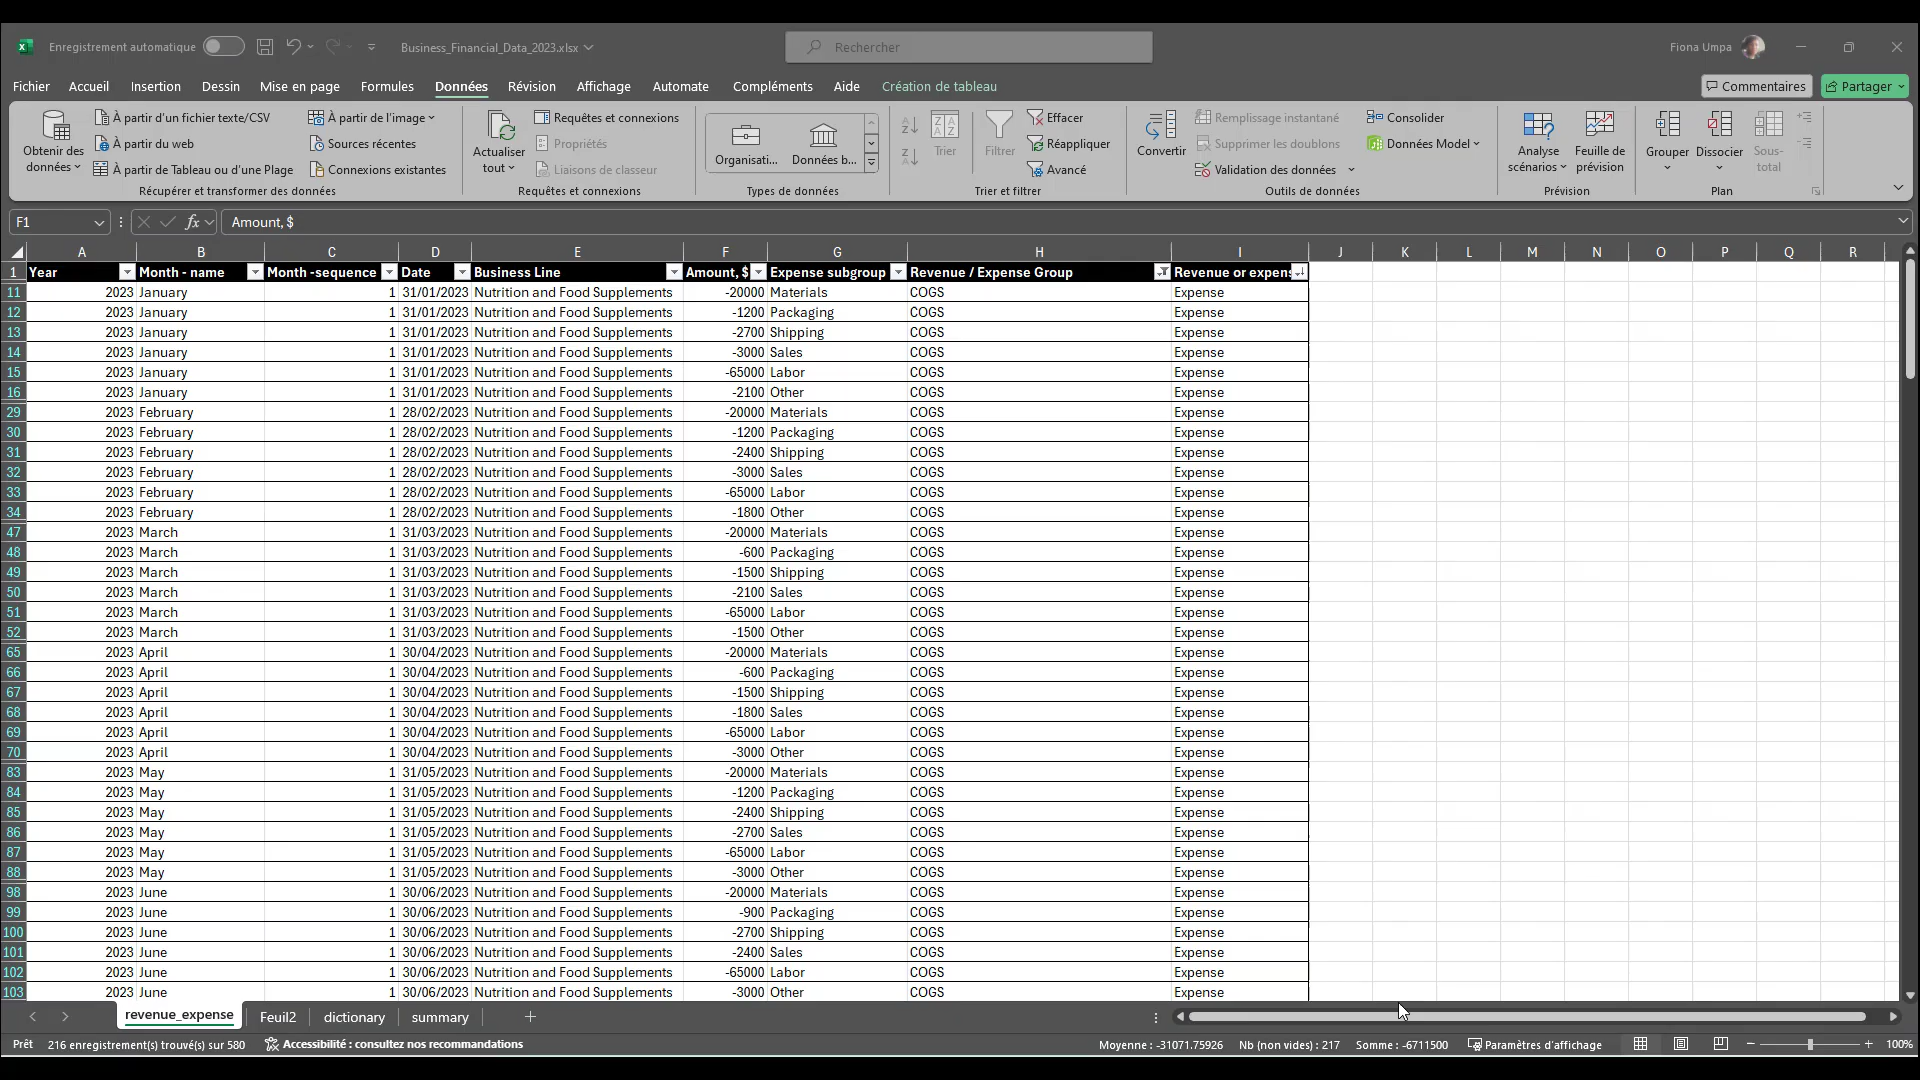 Enregistrement automatique
Business_Financial_Data_2023.xlsx
Rechercher
Fiona Umpa
Fichier Accueil Insertion Dessin Mise en page Formules Données Révision Affichage Automate Compléments Aide Création de tableau Commentaires Partager
Obtenir des données
À partir d'un fichier texte/CSV
À partir du web
À partir de Tableau ou d'une Plage
À partir de l'image
Sources récentes
Connexions existantes
Récupérer et transformer des données
Actualiser tout
Requêtes et connexions
Propriétés
Liaisons de classeur
Requêtes et connexions
Organisati...
Données b...
Types de données
Trier
Filtrer
Effacer
Réappliquer
Avancé
Trier et filtrer
Convertir
Remplissage instantané
Supprimer les doublons
Validation des données
Consolider
Données Model
Outils de données
Analyse scénarios
Feuille de prévision
Prévision
Grouper
Dissocier
Sous-total
Plan
F1 fx Amount, $
A B C D E F G H I J K L M N O P Q R
1 Year Month - name Month -sequence Date Business Line Amount, $ Expense subgroup Revenue / Expense Group Revenue or expens
11 2023 January 1 31/01/2023 Nutrition and Food Supplements -20000 Materials COGS Expense
12 2023 January 1 31/01/2023 Nutrition and Food Supplements -1200 Packaging COGS Expense
13 2023 January 1 31/01/2023 Nutrition and Food Supplements -2700 Shipping COGS Expense
14 2023 January 1 31/01/2023 Nutrition and Food Supplements -3000 Sales COGS Expense
15 2023 January 1 31/01/2023 Nutrition and Food Supplements -65000 Labor COGS Expense
16 2023 January 1 31/01/2023 Nutrition and Food Supplements -2100 Other COGS Expense
29 2023 February 1 28/02/2023 Nutrition and Food Supplements -20000 Materials COGS Expense
30 2023 February 1 28/02/2023 Nutrition and Food Supplements -1200 Packaging COGS Expense
31 2023 February 1 28/02/2023 Nutrition and Food Supplements -2400 Shipping COGS Expense
32 2023 February 1 28/02/2023 Nutrition and Food Supplements -3000 Sales COGS Expense
33 2023 February 1 28/02/2023 Nutrition and Food Supplements -65000 Labor COGS Expense
34 2023 February 1 28/02/2023 Nutrition and Food Supplements -1800 Other COGS Expense
47 2023 March 1 31/03/2023 Nutrition and Food Supplements -20000 Materials COGS Expense
48 2023 March 1 31/03/2023 Nutrition and Food Supplements -600 Packaging COGS Expense
49 2023 March 1 31/03/2023 Nutrition and Food Supplements -1500 Shipping COGS Expense
50 2023 March 1 31/03/2023 Nutrition and Food Supplements -2100 Sales COGS Expense
51 2023 March 1 31/03/2023 Nutrition and Food Supplements -65000 Labor COGS Expense
52 2023 March 1 31/03/2023 Nutrition and Food Supplements -1500 Other COGS Expense
65 2023 April 1 30/04/2023 Nutrition and Food Supplements -20000 Materials COGS Expense
66 2023 April 1 30/04/2023 Nutrition and Food Supplements -600 Packaging COGS Expense
67 2023 April 1 30/04/2023 Nutrition and Food Supplements -1500 Shipping COGS Expense
68 2023 April 1 30/04/2023 Nutrition and Food Supplements -1800 Sales COGS Expense
69 2023 April 1 30/04/2023 Nutrition and Food Supplements -65000 Labor COGS Expense
70 2023 April 1 30/04/2023 Nutrition and Food Supplements -3000 Other COGS Expense
83 2023 May 1 31/05/2023 Nutrition and Food Supplements -20000 Materials COGS Expense
84 2023 May 1 31/05/2023 Nutrition and Food Supplements -1200 Packaging COGS Expense
85 2023 May 1 31/05/2023 Nutrition and Food Supplements -2400 Shipping COGS Expense
86 2023 May 1 31/05/2023 Nutrition and Food Supplements -2700 Sales COGS Expense
87 2023 May 1 31/05/2023 Nutrition and Food Supplements -65000 Labor COGS Expense
88 2023 May 1 31/05/2023 Nutrition and Food Supplements -3000 Other COGS Expense
98 2023 June 1 30/06/2023 Nutrition and Food Supplements -20000 Materials COGS Expense
99 2023 June 1 30/06/2023 Nutrition and Food Supplements -900 Packaging COGS Expense
100 2023 June 1 30/06/2023 Nutrition and Food Supplements -2700 Shipping COGS Expense
101 2023 June 1 30/06/2023 Nutrition and Food Supplements -2400 Sales COGS Expense
102 2023 June 1 30/06/2023 Nutrition and Food Supplements -65000 Labor COGS Expense
103 2023 June 1 30/06/2023 Nutrition and Food Supplements -3000 Other COGS Expense
revenue_expense Feuil2 dictionary summary
Prêt 216 enregistrement(s) trouvé(s) sur 580 Accessibilité : consultez nos recommandations Moyenne : -31071.75926 Nb (non vides) : 217 Somme : -6711500 Paramètres d'affichage 100%